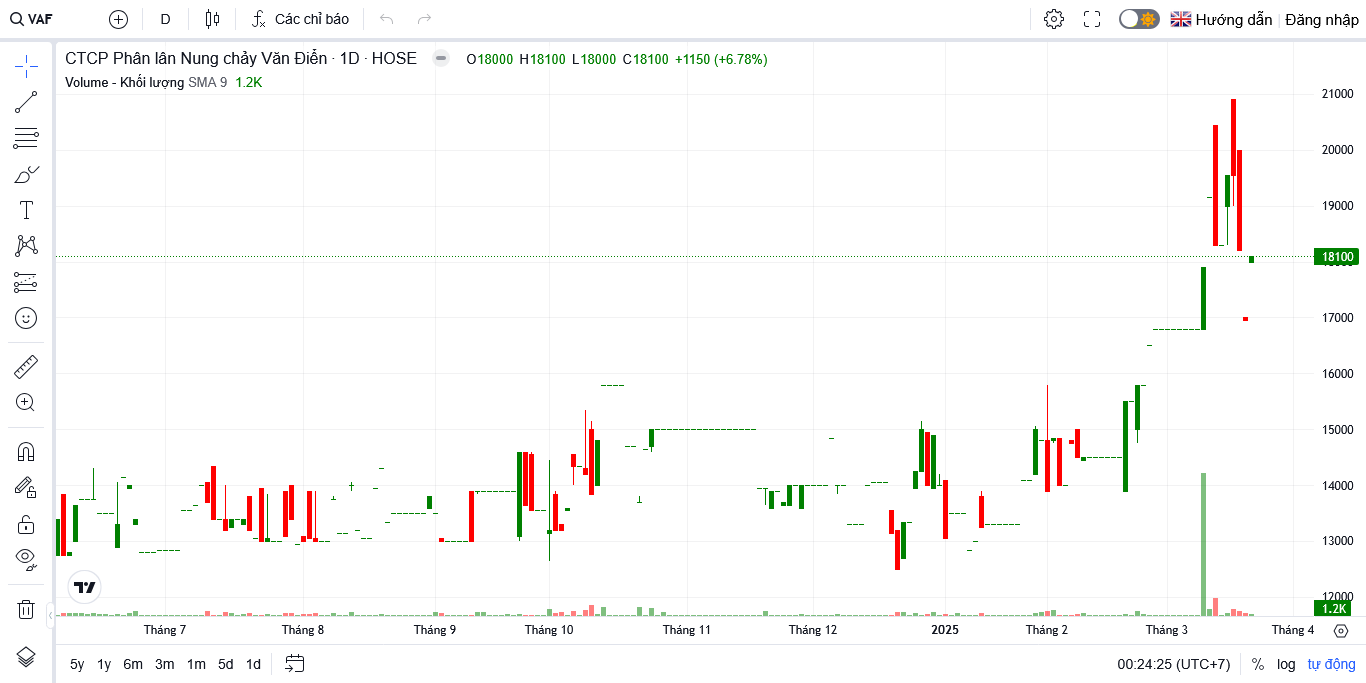 VAF D Các chỉ báo Hướng dẫn Đăng nhập
CTCP Phân lân Nung chảy Văn Điển · 1D · HOSE O18000 H18100 L18000 C18100 +1150 (+6.78%)
Volume - Khối lượng SMA 9 1.2K
21000
20000
19000
18100
17000
16000
15000
14000
13000
12000
1.2K
Tháng 7 Tháng 8 Tháng 9 Tháng 10 Tháng 11 Tháng 12 2025 Tháng 2 Tháng 3 Tháng 4
5y 1y 6m 3m 1m 5d 1d 00:24:25 (UTC+7) % log tự động